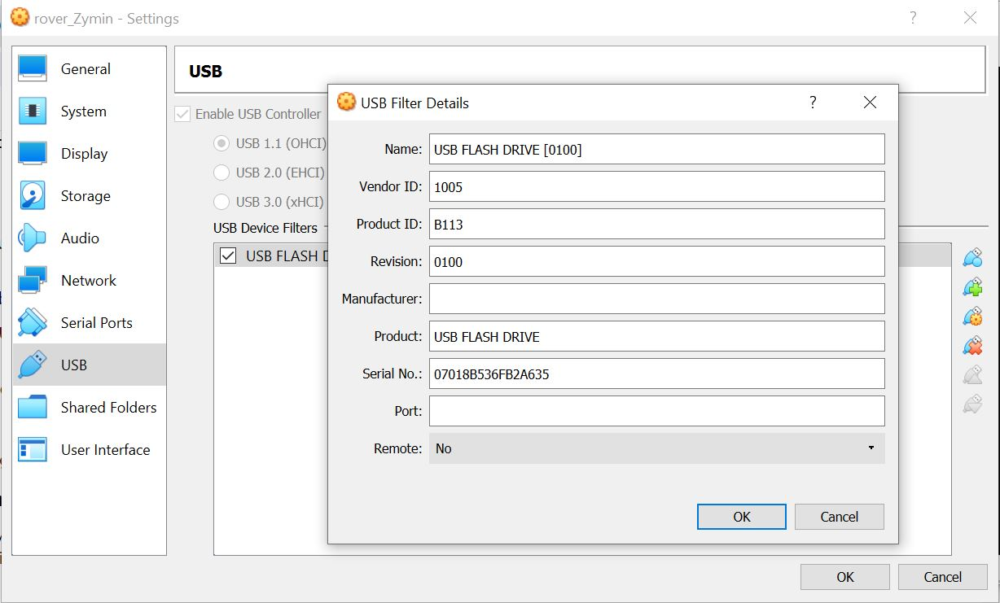 rover_Zymin - Settings
?
General
System
Display
Storage
Audio
Network
Serial Ports
USB
Shared Folders
User Interface
USB
Enable USB Controller
USB 1.1 (OHCI)
USB 2.0 (EHCI)
USB 3.0 (xHCI)
USB Device Filters
USB FLASH D
USB Filter Details
?
Name: USB FLASH DRIVE [0100]
Vendor ID: 1005
Product ID: B113
Revision: 0100
Manufacturer:
Product: USB FLASH DRIVE
Serial No.: 07018B536FB2A635
Port:
Remote: No
OK Cancel
OK Cancel